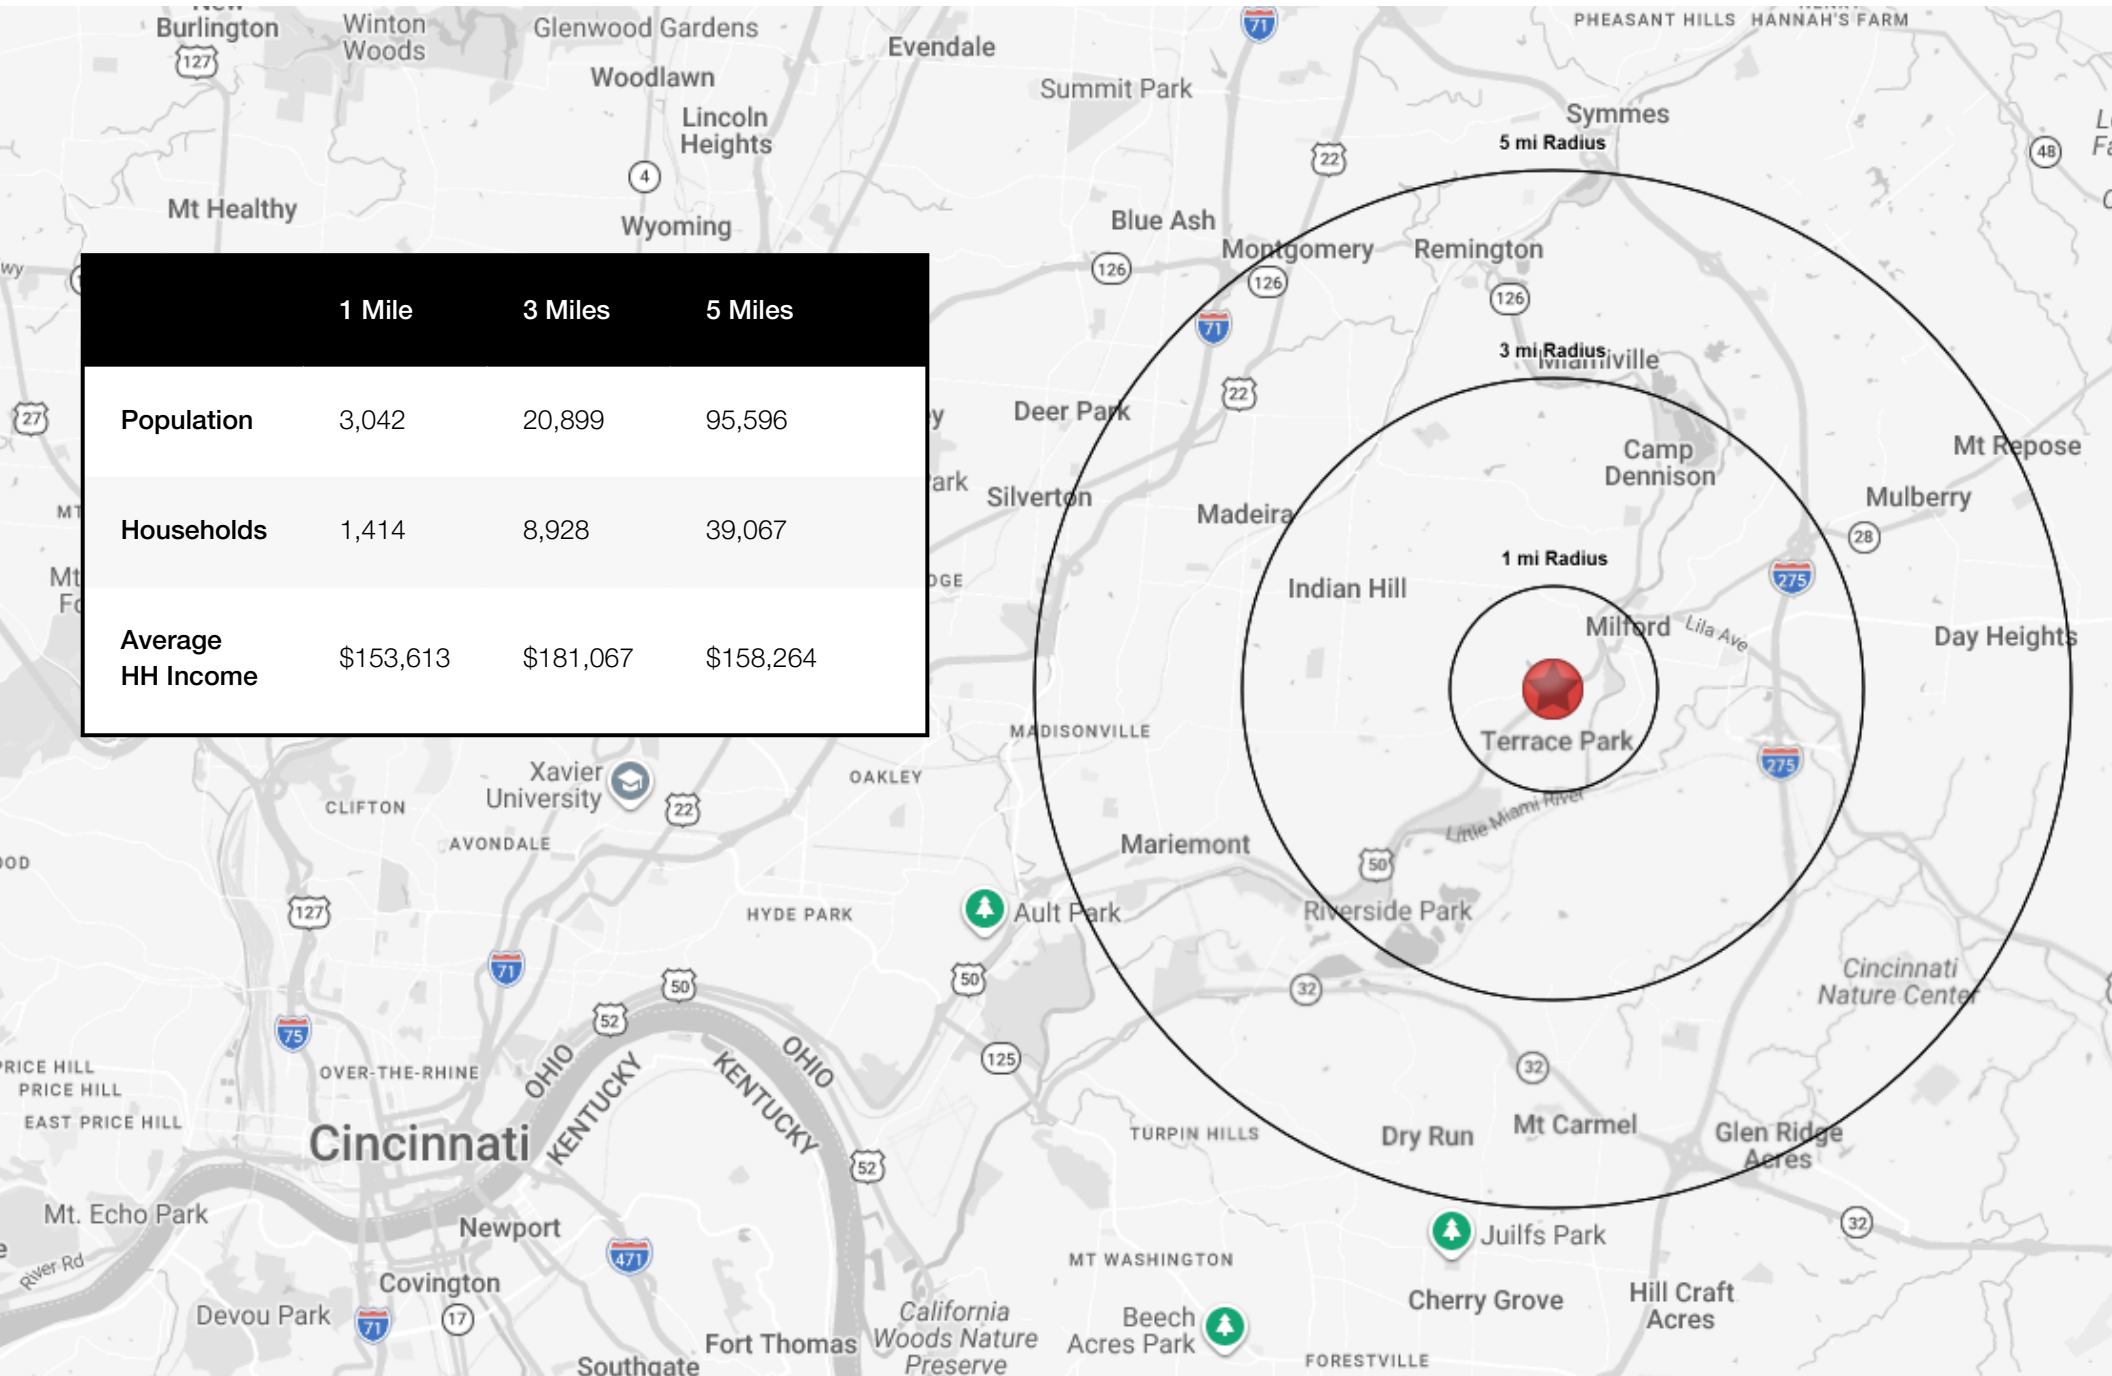 New
Burlington
127
Winton
Woods
Glenwood Gardens
Woodlawn
Evendale
71
PHEASANT HILLS
HANNAH'S FARM
Summit Park
Lincoln
Heights
4
22
Symmes
5 mi Radius
48
Mt Healthy
Wyoming
Blue Ash
Montgomery
Remington
126
126
126
71
1 Mile 3 Miles 5 Miles
Population 3,042 20,899 95,596
Households 1,414 8,928 39,067
Average
HH Income $153,613 $181,067 $158,264
3 mi Radius
Miamiville
22
27
Deer Park
Camp
Dennison
Mt Repose
Silverton
Madeira
Mulberry
28
1 mi Radius
Indian Hill
275
Milford
Lila Ave
Day Heights
Terrace Park
MADISONVILLE
275
Xavier
University
22
OAKLEY
CLIFTON
AVONDALE
Little Miami River
Mariemont
50
127
HYDE PARK
Ault Park
Riverside Park
71
50
50
32
Cincinnati
Nature Center
52
75
OHIO
KENTUCKY
OHIO
KENTUCKY
125
32
PRICE HILL
PRICE HILL
OVER-THE-RHINE
EAST PRICE HILL
Cincinnati
TURPIN HILLS
Dry Run
Mt Carmel
Glen Ridge
Acres
52
Mt. Echo Park
Newport
Juilfs Park
32
River Rd
471
MT WASHINGTON
Covington
Cherry Grove
Hill Craft
Acres
Devou Park
71
17
Fort Thomas
California
Woods Nature
Preserve
Beech
Acres Park
FORESTVILLE
Southgate